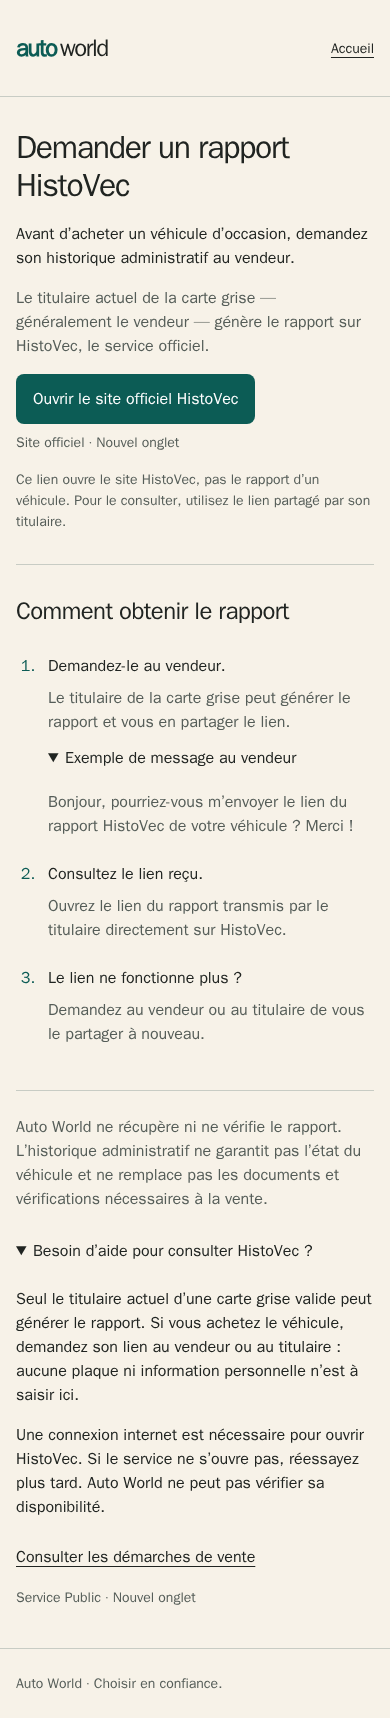 auto world
Accueil
Demander un rapport
HistoVec
Avant d’acheter un véhicule d’occasion, demandez
son historique administratif au vendeur.
Le titulaire actuel de la carte grise —
généralement le vendeur — génère le rapport sur
HistoVec, le service officiel.
Ouvrir le site officiel HistoVec
Site officiel · Nouvel onglet
Ce lien ouvre le site HistoVec, pas le rapport d’un
véhicule. Pour le consulter, utilisez le lien partagé par son
titulaire.
Comment obtenir le rapport
1. Demandez-le au vendeur.
Le titulaire de la carte grise peut générer le
rapport et vous en partager le lien.
▼ Exemple de message au vendeur
Bonjour, pourriez-vous m’envoyer le lien du
rapport HistoVec de votre véhicule ? Merci !
2. Consultez le lien reçu.
Ouvrez le lien du rapport transmis par le
titulaire directement sur HistoVec.
3. Le lien ne fonctionne plus ?
Demandez au vendeur ou au titulaire de vous
le partager à nouveau.
Auto World ne récupère ni ne vérifie le rapport.
L’historique administratif ne garantit pas l’état du
véhicule et ne remplace pas les documents et
vérifications nécessaires à la vente.
▼ Besoin d’aide pour consulter HistoVec ?
Seul le titulaire actuel d’une carte grise valide peut
générer le rapport. Si vous achetez le véhicule,
demandez son lien au vendeur ou au titulaire :
aucune plaque ni information personnelle n’est à
saisir ici.
Une connexion internet est nécessaire pour ouvrir
HistoVec. Si le service ne s’ouvre pas, réessayez
plus tard. Auto World ne peut pas vérifier sa
disponibilité.
Consulter les démarches de vente
Service Public · Nouvel onglet
Auto World · Choisir en confiance.